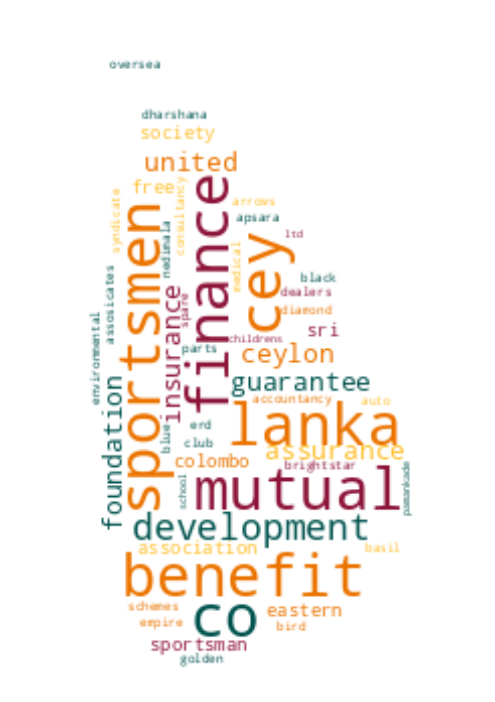 oversea
dharshana
society
united
free
syndicate
consultancy
arrows
apsara
ltd
sportsmen
finance
cey
nedimala
medical
black
dealers
diamond
assosicates
environmental
insurance
spare
sri
childrens
parts
ceylon
guarantee
accountancy
auto
foundation
lanka
blue
erd
club
assurance
colombo
brightstar
school
mutual
pamankade
development
association
basil
benefit
schemes
co
eastern
empire
bird
sportsman
golden